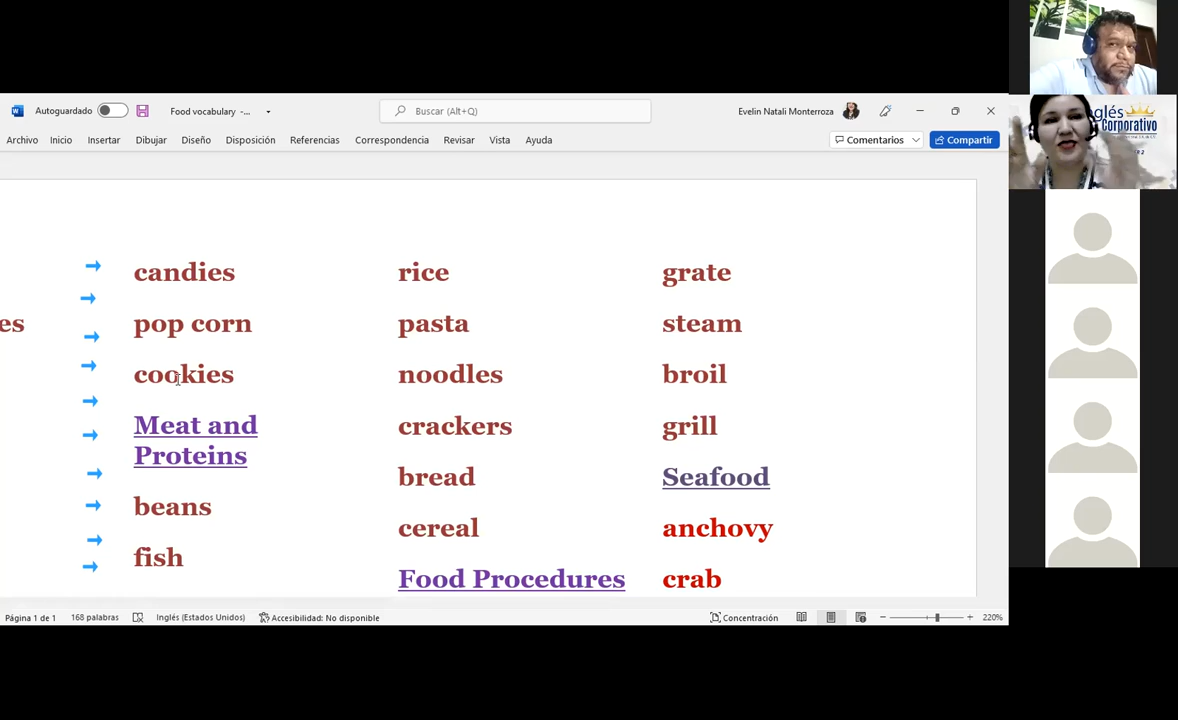 Autoguardado
Food vocabulary -...
Buscar (Alt+Q)
Evelin Natali Monterroza
Archivo Inicio Insertar Dibujar Diseño Disposición Referencias Correspondencia Revisar Vista Ayuda
Comentarios
Compartir
es
candies
pop corn
cookies
Meat and
Proteins
beans
fish
rice
pasta
noodles
crackers
bread
cereal
Food Procedures
grate
steam
broil
grill
Seafood
anchovy
crab
Página 1 de 1 168 palabras Inglés (Estados Unidos) Accesibilidad: No disponible Concentración 220%
nglés
Corporativo